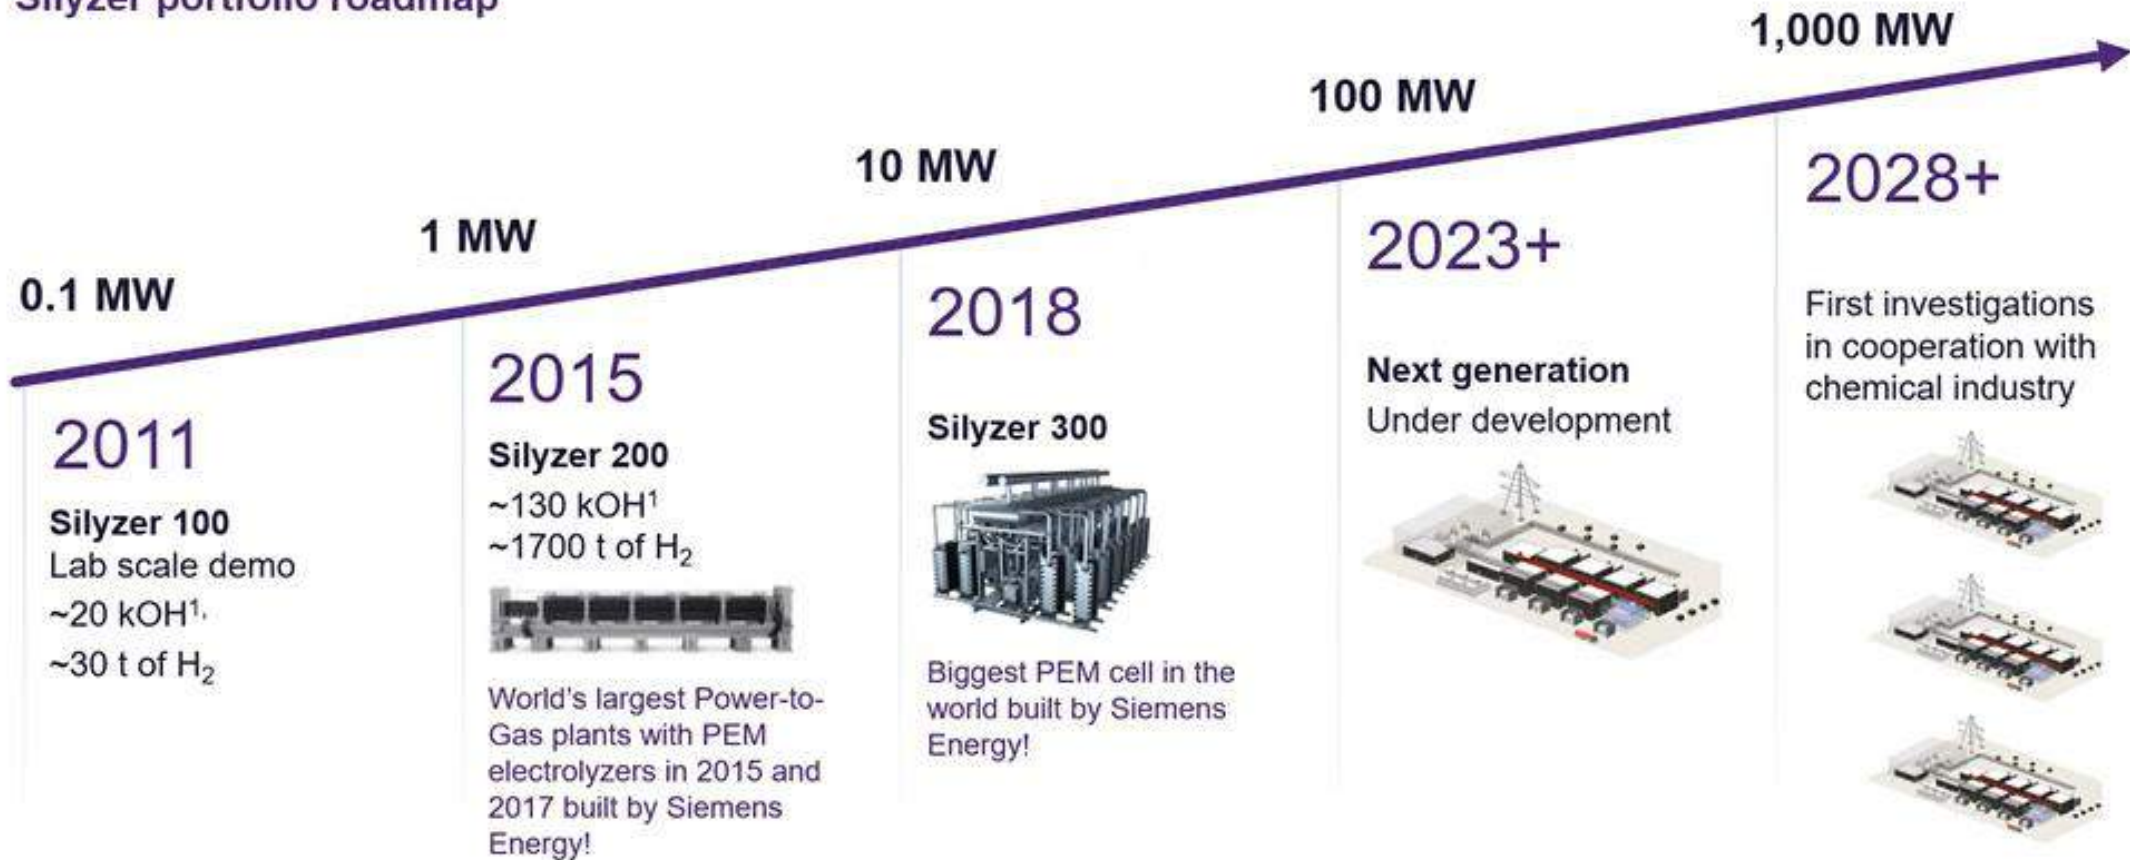 Silyzer portfolio roadmap
0.1 MW
1 MW
10 MW
100 MW
1,000 MW
2011
Silyzer 100
Lab scale demo
~20 kOH¹,
~30 t of H₂
2015
Silyzer 200
~130 kOH¹
~1700 t of H₂
World's largest Power-to-
Gas plants with PEM
electrolyzers in 2015 and
2017 built by Siemens
Energy!
2018
Silyzer 300
Biggest PEM cell in the
world built by Siemens
Energy!
2023+
Next generation
Under development
2028+
First investigations
in cooperation with
chemical industry